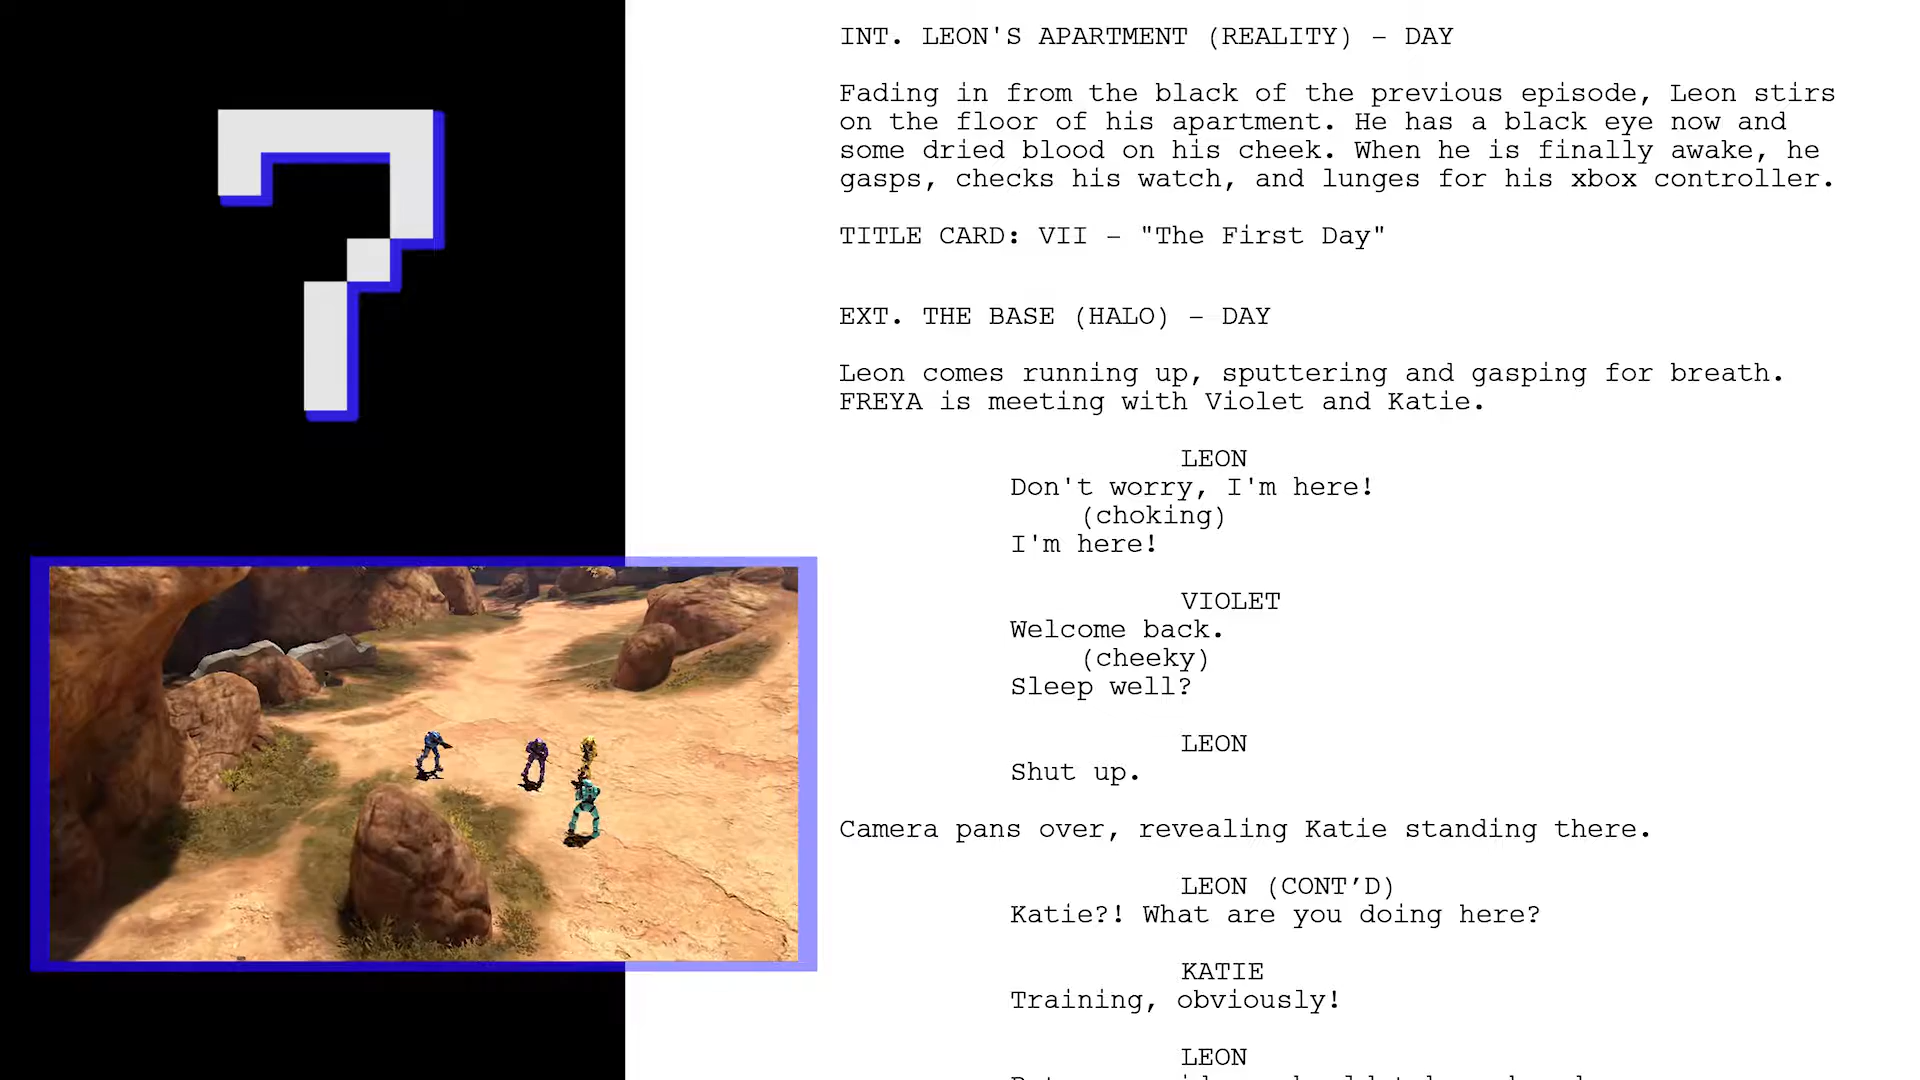 INT. LEON'S APARTMENT (REALITY) – DAY
Fading in from the black of the previous episode, Leon stirs
on the floor of his apartment. He has a black eye now and
some dried blood on his cheek. When he is finally awake, he
gasps, checks his watch, and lunges for his xbox controller.
TITLE CARD: VII – "The First Day"
EXT. THE BASE (HALO) – DAY
Leon comes running up, sputtering and gasping for breath.
FREYA is meeting with Violet and Katie.
LEON
Don't worry, I'm here!
(choking)
I'm here!
VIOLET
Welcome back.
(cheeky)
Sleep well?
LEON
Shut up.
Camera pans over, revealing Katie standing there.
LEON (CONT’D)
Katie?! What are you doing here?
KATIE
Training, obviously!
LEON